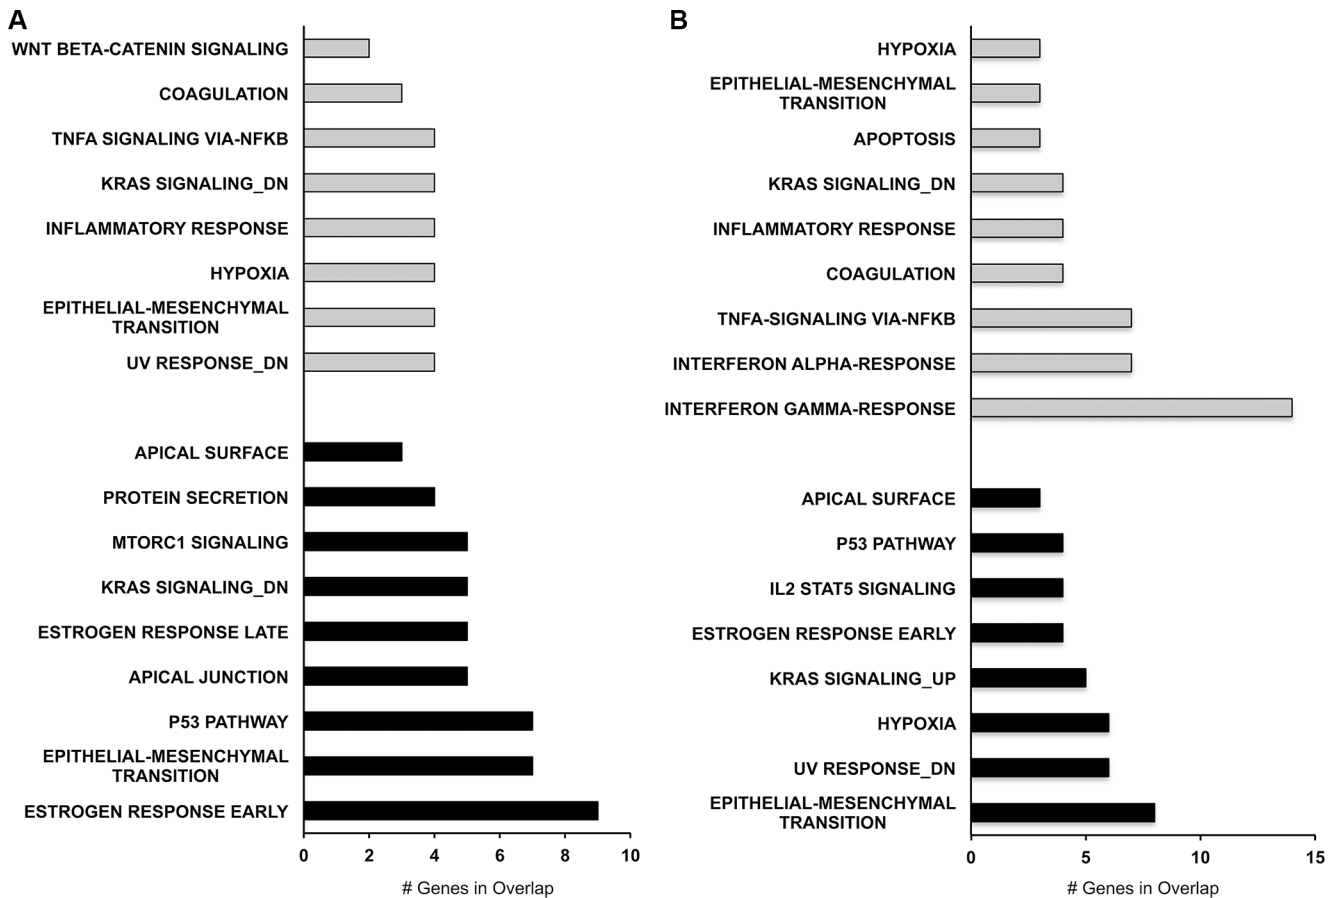 A
WNT BETA-CATENIN SIGNALING
COAGULATION
TNFA SIGNALING VIA-NFKB
KRAS SIGNALING_DN
INFLAMMATORY RESPONSE
HYPOXIA
EPITHELIAL-MESENCHYMAL
TRANSITION
UV RESPONSE_DN
APICAL SURFACE
PROTEIN SECRETION
MTORC1 SIGNALING
KRAS SIGNALING_DN
ESTROGEN RESPONSE LATE
APICAL JUNCTION
P53 PATHWAY
EPITHELIAL-MESENCHYMAL
TRANSITION
ESTROGEN RESPONSE EARLY
0 2 4 6 8 10
# Genes in Overlap
B
HYPOXIA
EPITHELIAL-MESENCHYMAL
TRANSITION
APOPTOSIS
KRAS SIGNALING_DN
INFLAMMATORY RESPONSE
COAGULATION
TNFA-SIGNALING VIA-NFKB
INTERFERON ALPHA-RESPONSE
INTERFERON GAMMA-RESPONSE
APICAL SURFACE
P53 PATHWAY
IL2 STAT5 SIGNALING
ESTROGEN RESPONSE EARLY
KRAS SIGNALING_UP
HYPOXIA
UV RESPONSE_DN
EPITHELIAL-MESENCHYMAL
TRANSITION
0 5 10 15
# Genes in Overlap